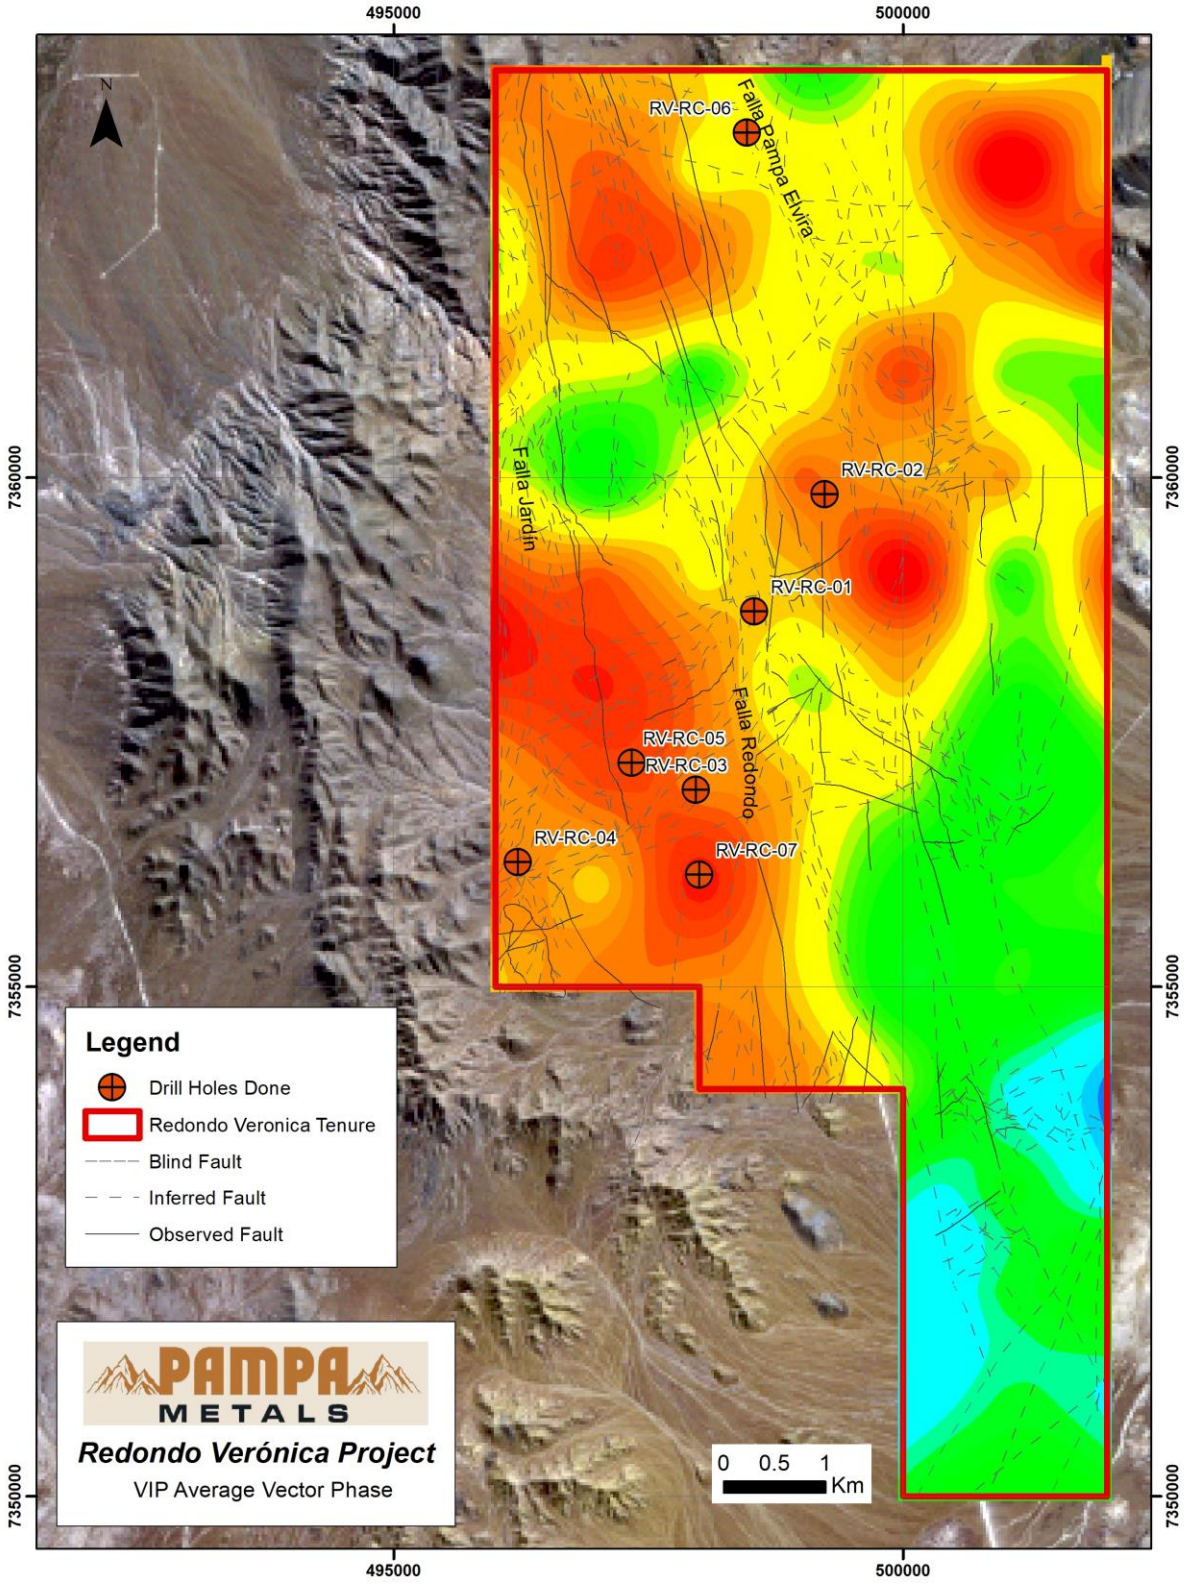 495000
500000
N
RV-RC-06
Falla Pampa Elvira
7360000
7360000
Falla Jardín
RV-RC-02
RV-RC-01
Falla Redondo
RV-RC-05
RV-RC-03
RV-RC-04
RV-RC-07
7355000
7355000
Legend
Drill Holes Done
Redondo Veronica Tenure
Blind Fault
Inferred Fault
Observed Fault
PAMPA
METALS
Redondo Verónica Project
VIP Average Vector Phase
0 0.5 1
Km
7350000
7350000
495000
500000